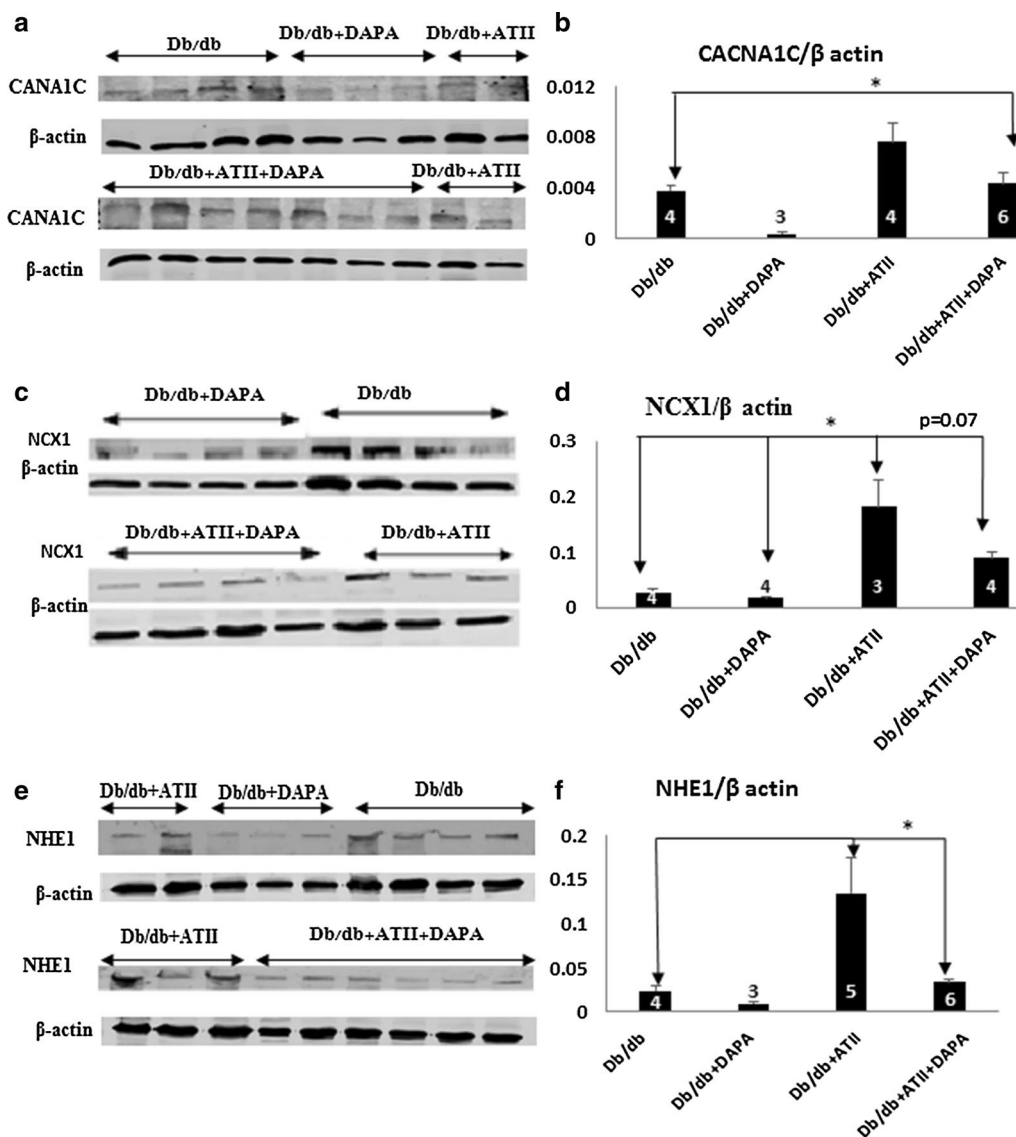 a
Db/db
Db/db+DAPA
Db/db+ATII
CANA1C
β-actin
Db/db+ATII+DAPA
Db/db+ATII
CANA1C
β-actin
b
CACNA1C/β actin
*
0.012
0.008
0.004
0
4
3
4
6
Db/db
Db/db+DAPA
Db/db+ATII
Db/db+ATII+DAPA
c
Db/db+DAPA
Db/db
NCX1
β-actin
NCX1
Db/db+ATII+DAPA
Db/db+ATII
β-actin
d
NCX1/β actin
*
p=0.07
0.3
0.2
0.1
0
4
4
3
4
Db/db
Db/db+DAPA
Db/db+ATII
Db/db+ATII+DAPA
e
Db/db+ATII
Db/db+DAPA
Db/db
NHE1
β-actin
Db/db+ATII
Db/db+ATII+DAPA
NHE1
β-actin
f
NHE1/β actin
*
0.2
0.15
0.1
0.05
0
4
3
5
6
Db/db
Db/db+DAPA
Db/db+ATII
Db/db+ATII+DAPA